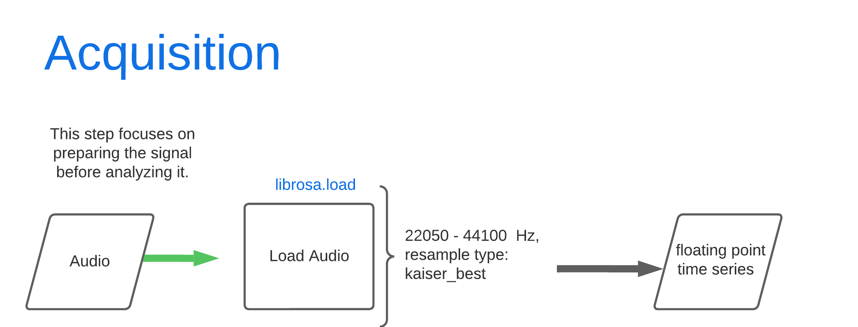 Acquisition
This step focuses on
preparing the signal
before analyzing it.
librosa.load
Audio
Load Audio
22050 - 44100  Hz,
resample type:
kaiser_best
floating point
time series